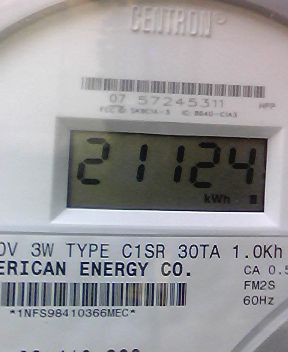 CENTRON
07 57245311
HPP
21124
kWh
0V 3W TYPE C1SR 30TA 1.0Kh
ERICAN ENERGY CO.
CA 0.5
FM2S
60Hz
*1NFS98410366MEC*